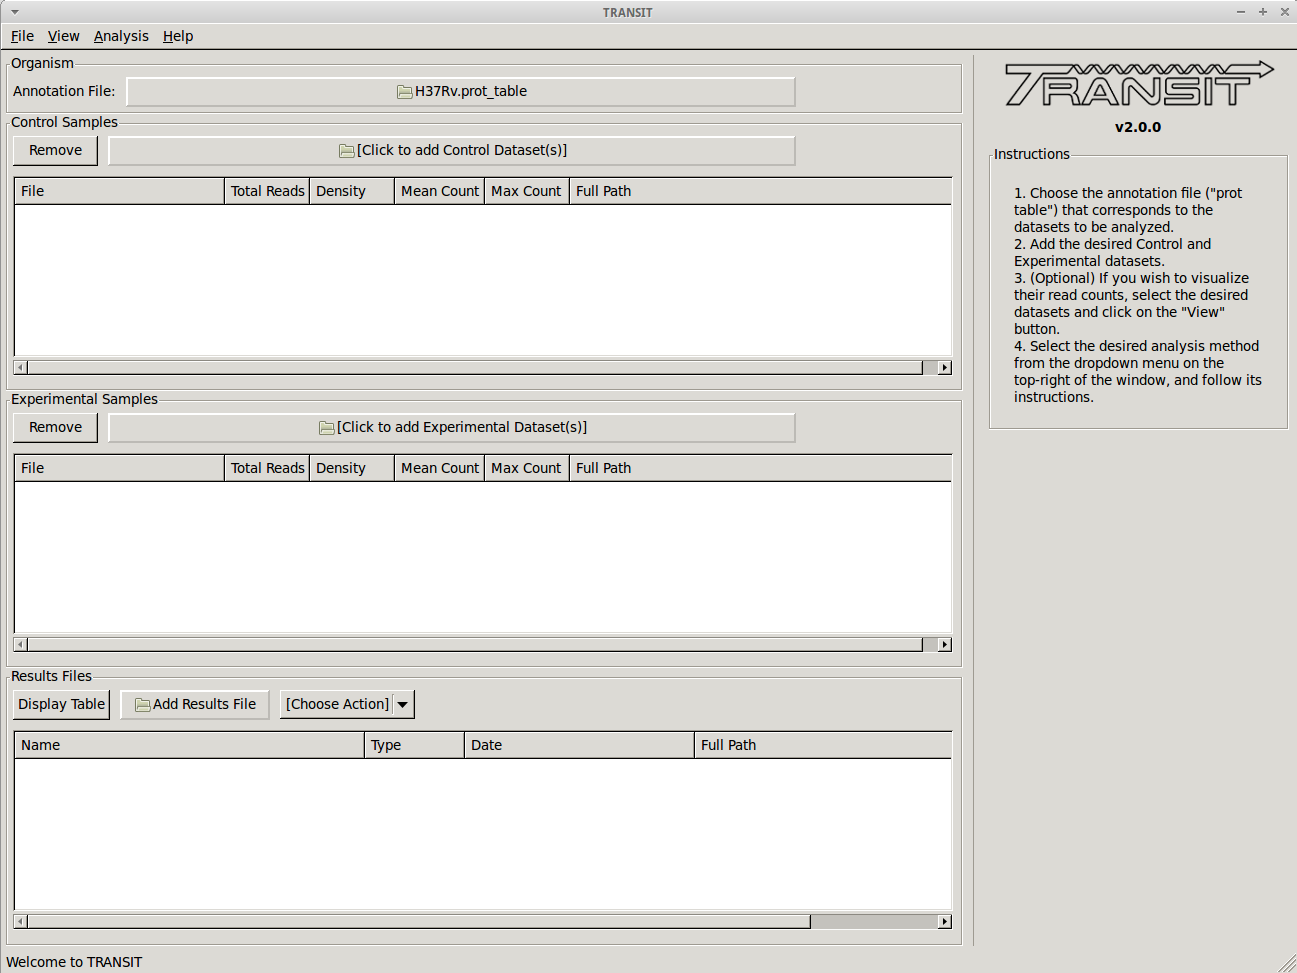 TRANSIT
File View Analysis Help
Organism
Annotation File: H37Rv.prot_table
Control Samples
Remove [Click to add Control Dataset(s)]
File Total Reads Density Mean Count Max Count Full Path
Experimental Samples
Remove [Click to add Experimental Dataset(s)]
File Total Reads Density Mean Count Max Count Full Path
Results Files
Display Table Add Results File [Choose Action]
Name Type Date Full Path
Welcome to TRANSIT
TRANSIT
v2.0.0
Instructions
1. Choose the annotation file ("prot
table") that corresponds to the
datasets to be analyzed.
2. Add the desired Control and
Experimental datasets.
3. (Optional) If you wish to visualize
their read counts, select the desired
datasets and click on the "View"
button.
4. Select the desired analysis method
from the dropdown menu on the
top-right of the window, and follow its
instructions.